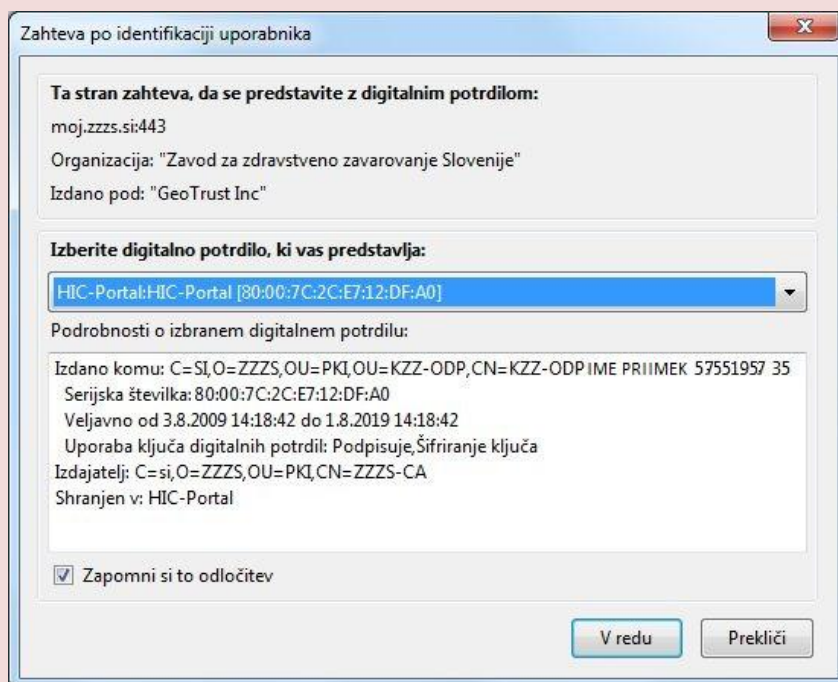 Zahteva po identifikaciji uporabnika
Ta stran zahteva, da se predstavite z digitalnim potrdilom:
moj.zzzs.si:443
Organizacija: "Zavod za zdravstveno zavarovanje Slovenije"
Izdano pod: "GeoTrust Inc"
Izberite digitalno potrdilo, ki vas predstavlja:
HIC-Portal:HIC-Portal [80:00:7C:2C:E7:12:DF:A0]
Podrobnosti o izbranem digitalnem potrdilu:
Izdano komu: C=SI,O=ZZZS,OU=PKI,OU=KZZ-ODP,CN=KZZ-ODP IME PRIIMEK 57551957 35
Serijska številka: 80:00:7C:2C:E7:12:DF:A0
Veljavno od 3.8.2009 14:18:42 do 1.8.2019 14:18:42
Uporaba ključa digitalnih potrdil: Podpisuje,Šifriranje ključa
Izdajatelj: C=si,O=ZZZS,OU=PKI,CN=ZZZS-CA
Shranjen v: HIC-Portal
Zapomni si to odločitev
V redu
Prekliči